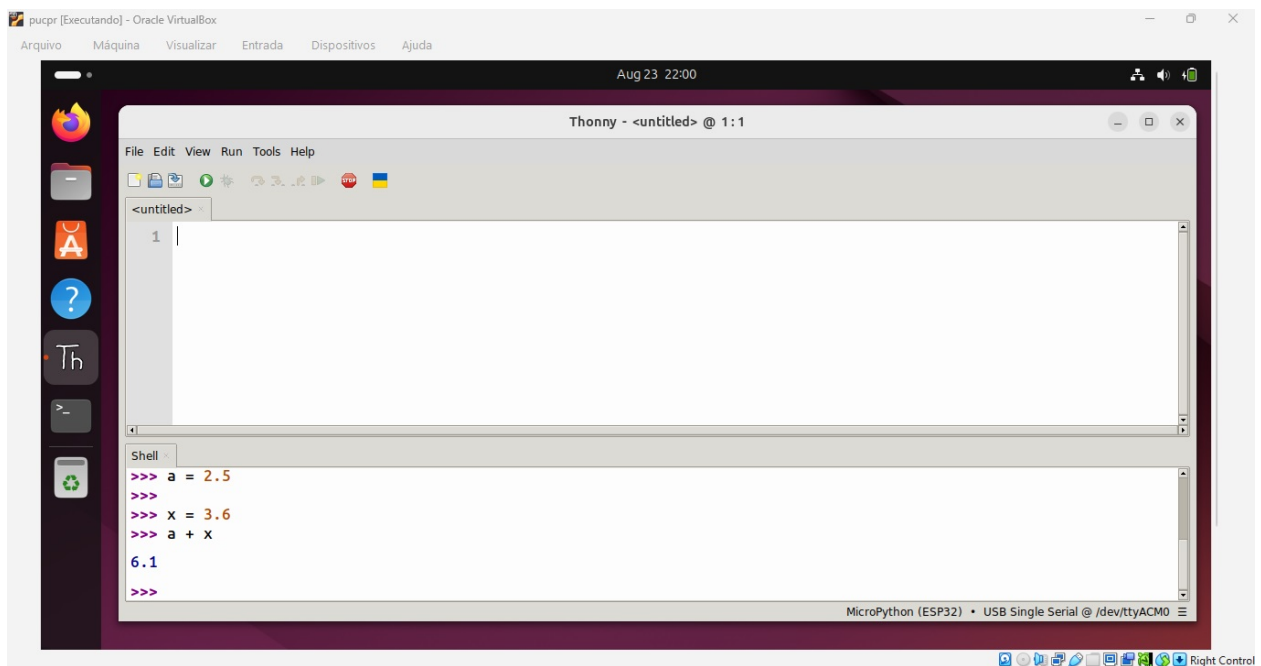 pucpr [Executando] - Oracle VirtualBox
Arquivo Máquina Visualizar Entrada Dispositivos Ajuda
Aug 23 22:00
Thonny - <untitled> @ 1:1
File Edit View Run Tools Help
STOP
<untitled>
1
Th
>_
Shell
>>> a = 2.5
>>>
>>> x = 3.6
>>> a + x
6.1
>>>
MicroPython (ESP32) • USB Single Serial @ /dev/ttyACM0 ☰
Right Control